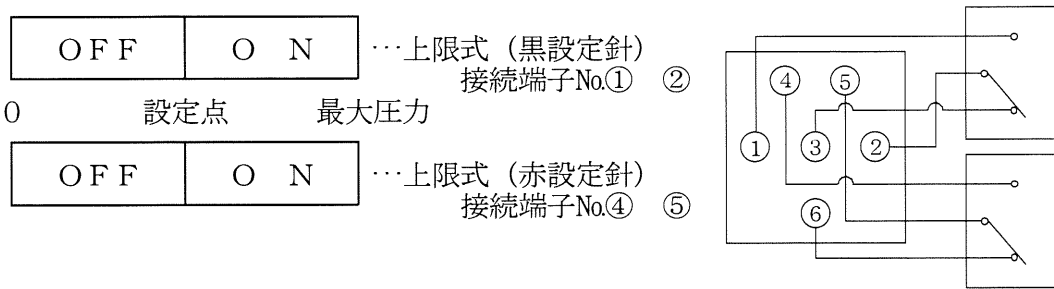 OFF ON …上限式（黒設定針）
接続端子No.① ②
0 設定点 最大圧力
OFF ON …上限式（赤設定針）
接続端子No.④ ⑤
④ ⑤
① ③ ②
⑥